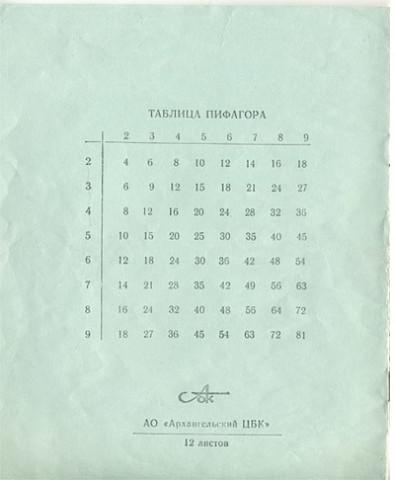 ТАБЛИЦА ПИФАГОРА
2 3 4 5 6 7 8 9
2 4 6 8 10 12 14 16 18
3 6 9 12 15 18 21 24 27
4 8 12 16 20 24 28 32 36
5 10 15 20 25 30 35 40 45
6 12 18 24 30 36 42 48 54
7 14 21 28 35 42 49 56 63
8 16 24 32 40 48 56 64 72
9 18 27 36 45 54 63 72 81
АО «Архангельский ЦБК»
12 листов